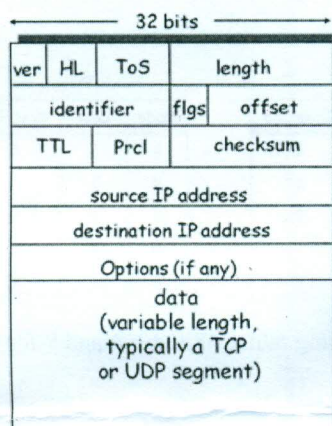 32 bits
ver HL ToS length
identifier flgs offset
TTL Prcl checksum
source IP address
destination IP address
Options (if any)
data
(variable length,
typically a TCP
or UDP segment)